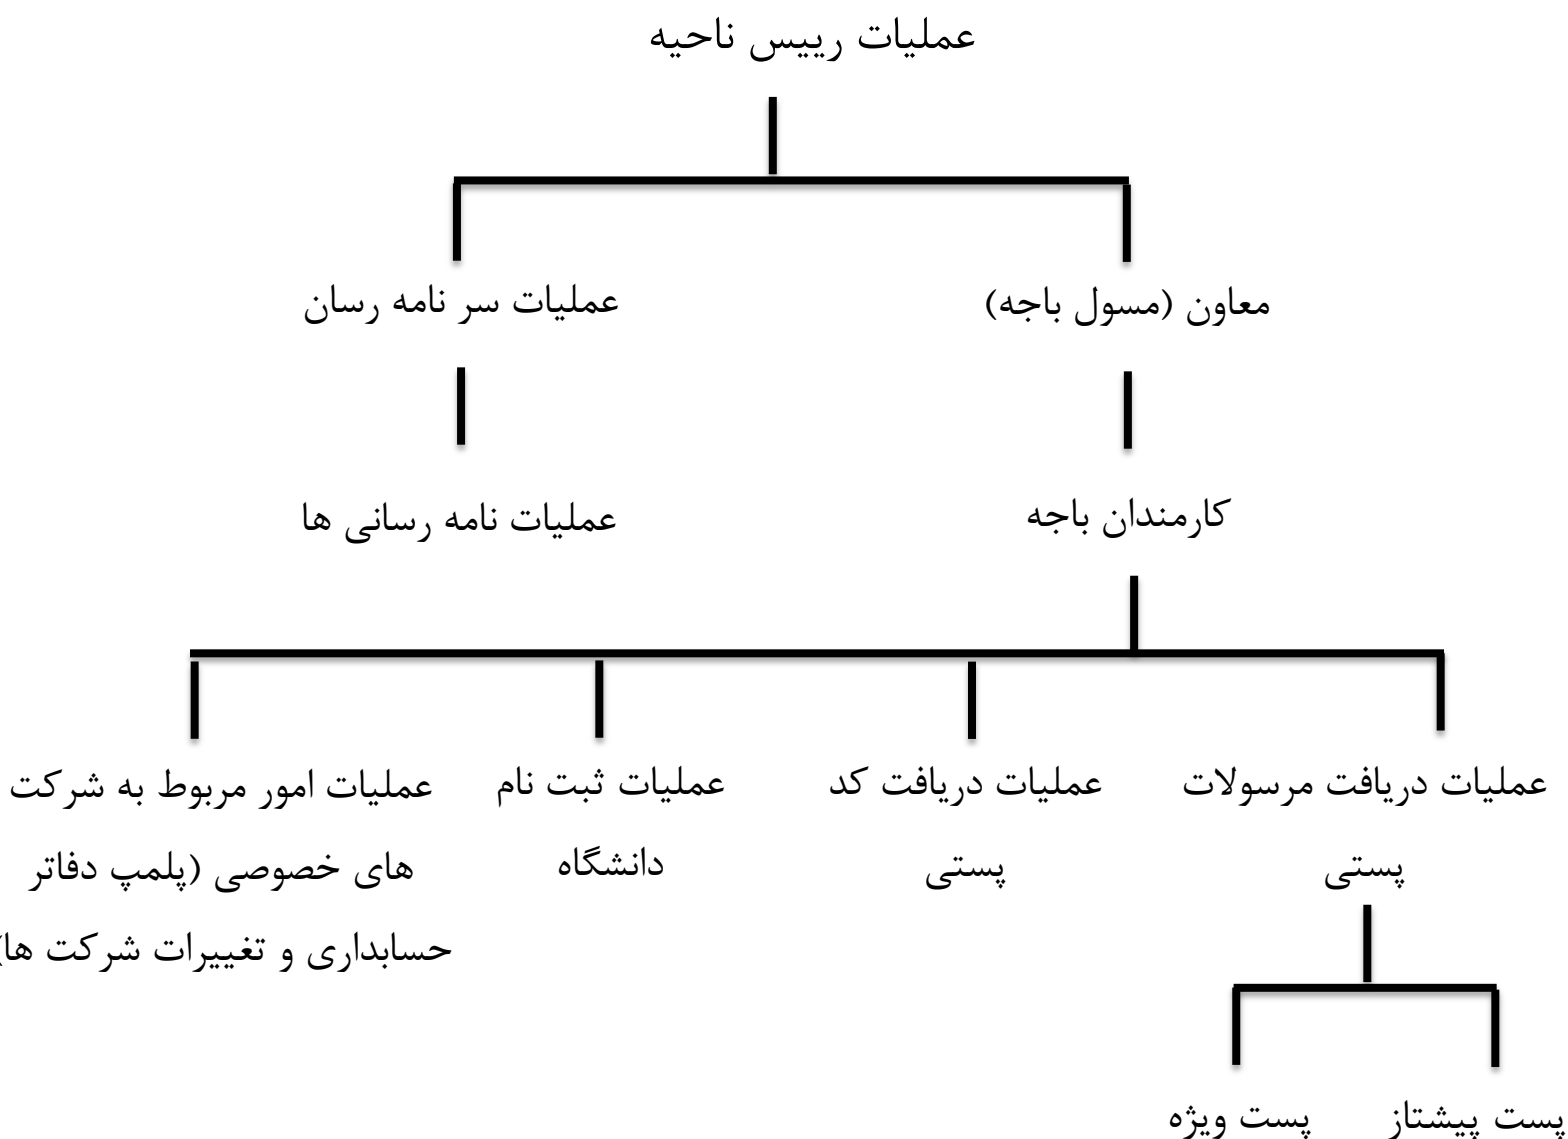 عملیات رییس ناحیه
معاون (مسول باجه)
عملیات سر نامه رسان
کارمندان باجه
عملیات نامه رسانی ها
عملیات دریافت مرسولات
پستی
عملیات دریافت کد
پستی
عملیات ثبت نام
دانشگاه
عملیات امور مربوط به شرکت
های خصوصی (پلمپ دفاتر
حسابداری و تغییرات شرکت ها)
پست پیشتاز
پست ویژه